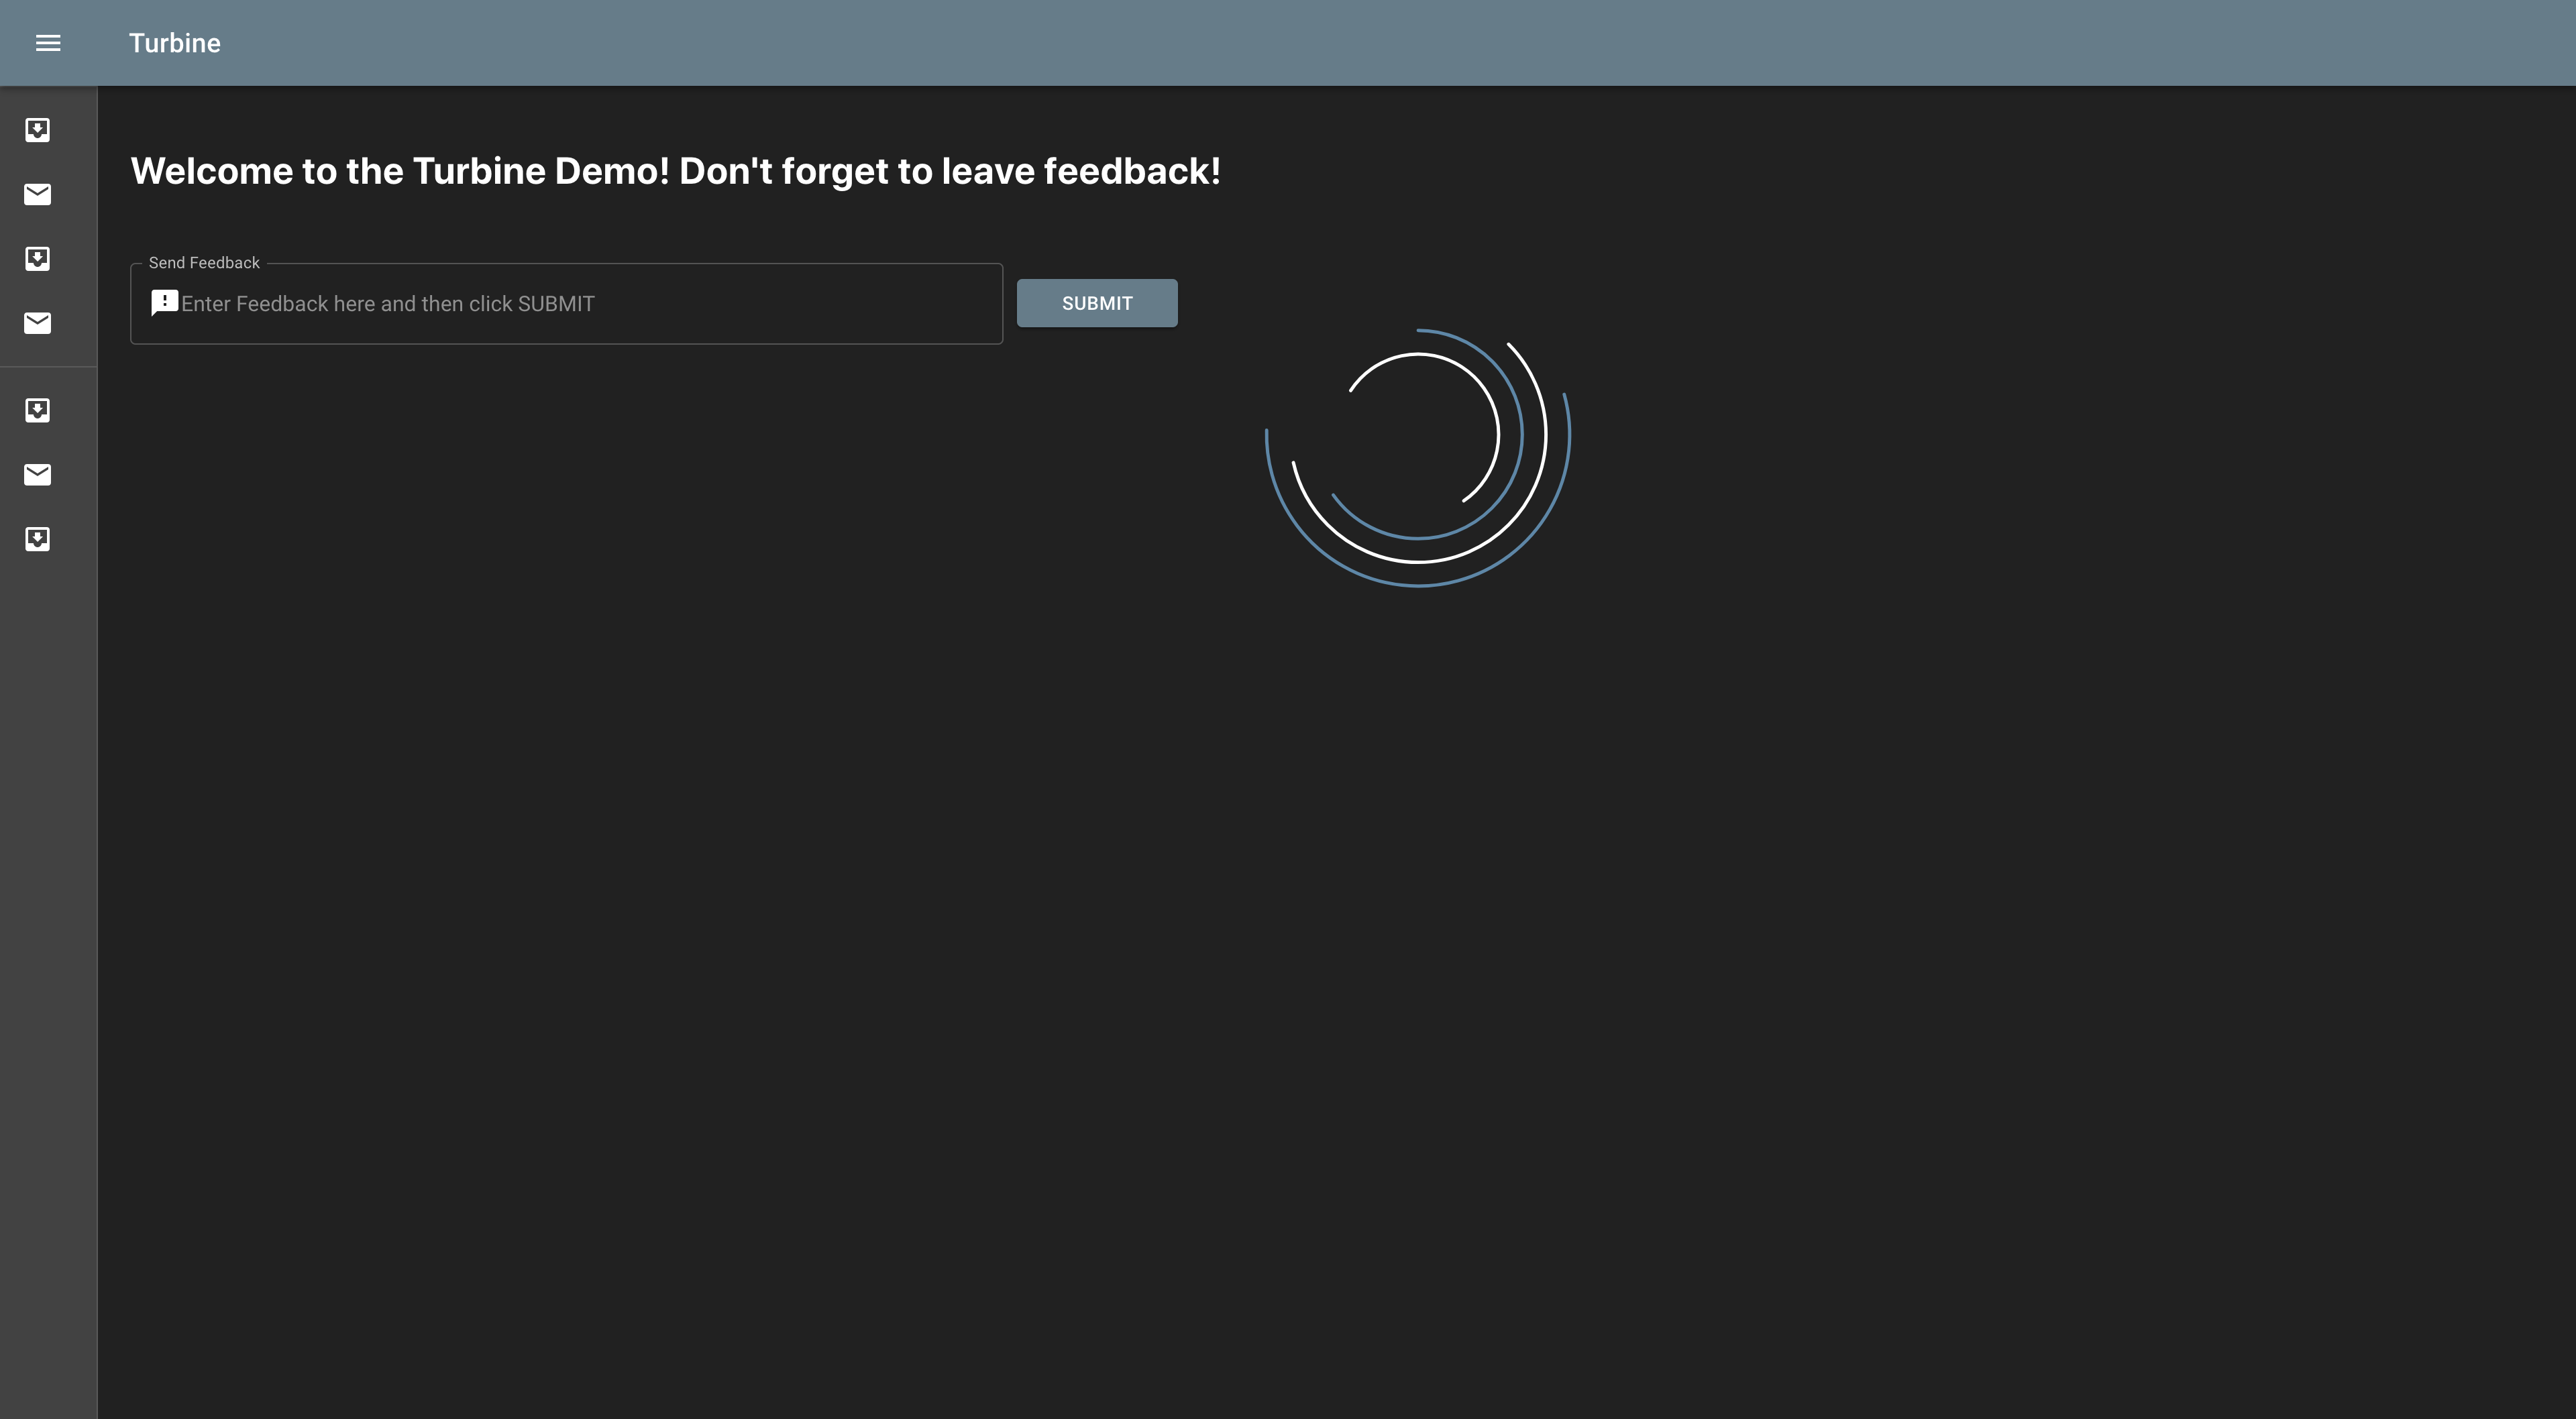 Turbine
Welcome to the Turbine Demo! Don't forget to leave feedback!
Send Feedback
Enter Feedback here and then click SUBMIT
SUBMIT